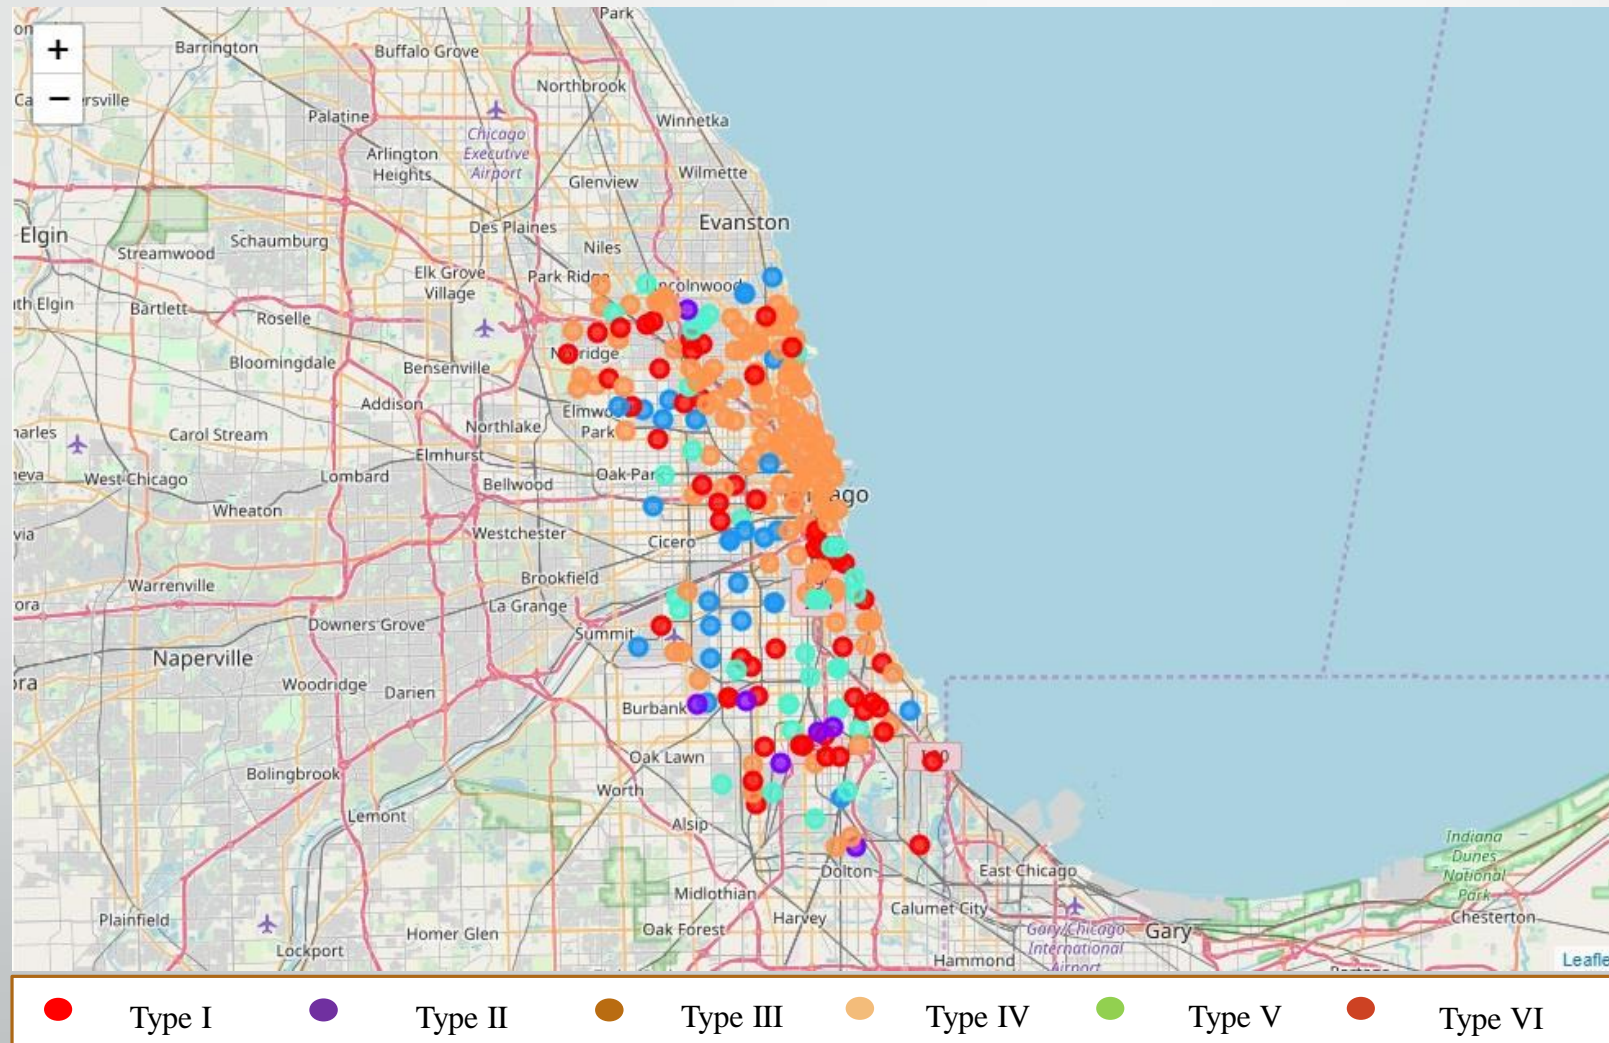 Park
Barrington
Buffalo Grove
+
Northbrook
−
Palatine
Winnetka
Chicago
Executive
Airport
Arlington
Heights
Glenview
Wilmette
Evanston
Des Plaines
Elgin
Schaumburg
Streamwood
Niles
Elk Grove
Village
Park Ridge
Lincolnwood
Bartlett
Roselle
Bloomingdale
Bensenville
Addison
Northlake
Park
Carol Stream
Elmhurst
West Chicago
Lombard
Bellwood
Oak Park
Wheaton
Westchester
Cicero
Brookfield
Warrenville
La Grange
Downers Grove
Summit
Naperville
Woodridge
Darien
Burbank
Oak Lawn
Bolingbrook
Worth
Lemont
Alsip
Indiana
Dunes
National
Park
Dolton
East Chicago
Midlothian
Calumet City
Harvey
Plainfield
Chesterton
Homer Glen
Oak Forest
Gary/Chicago
International
Airport
Gary
Lockport
Hammond
Type I
Type II
Type III
Type IV
Type V
Type VI